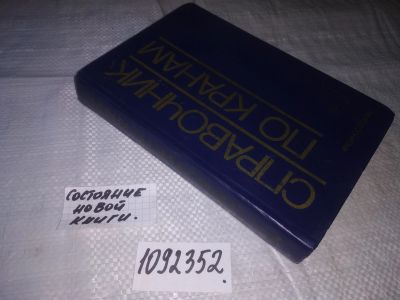 СПРАВОЧНИК
ПО КРАНАМ
СОСТОЯНИЕ
НОВОЙ
КНИГИ.
1092352.